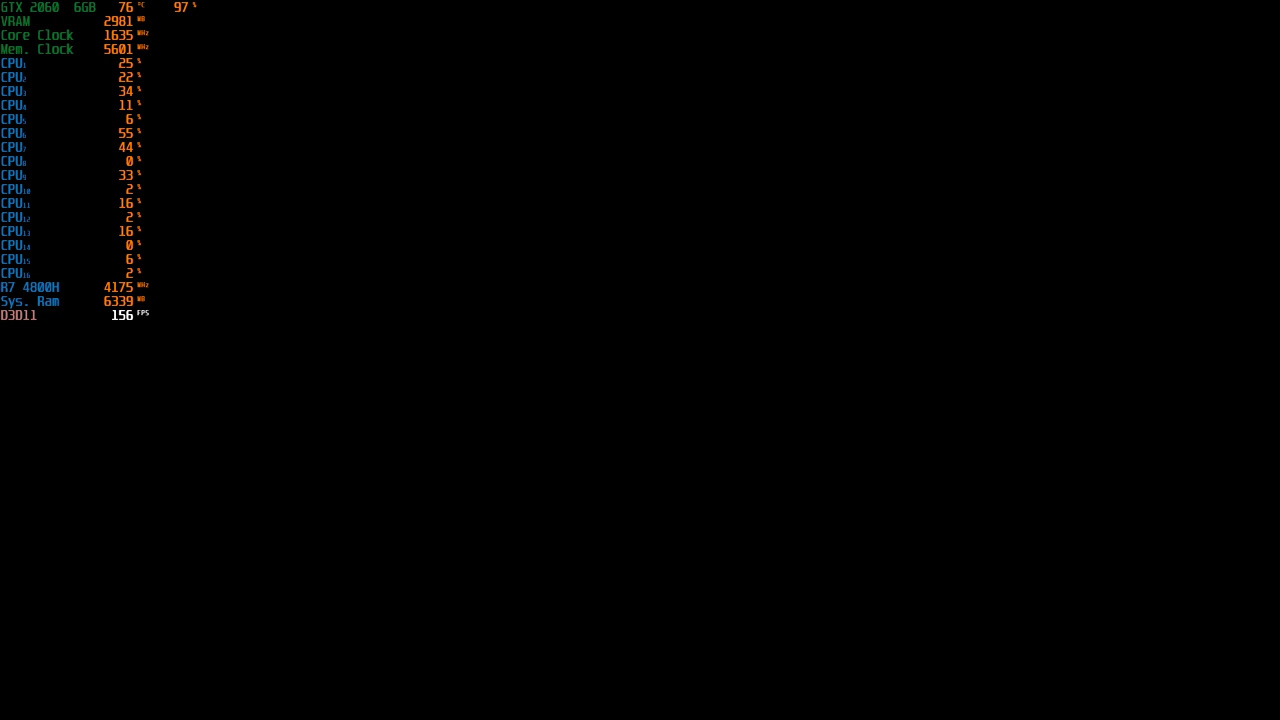 GTX 2060 6GB 76 °C 97 %
VRAM 2981 MB
Core Clock 1635 MHz
Mem. Clock 5601 MHz
CPU1 25 %
CPU2 22 %
CPU3 34 %
CPU4 11 %
CPU5 6 %
CPU6 55 %
CPU7 44 %
CPU8 0 %
CPU9 33 %
CPU10 2 %
CPU11 16 %
CPU12 2 %
CPU13 16 %
CPU14 0 %
CPU15 6 %
CPU16 2 %
R7 4800H 4175 MHz
Sys. Ram 6339 MB
D3D11 156 FPS